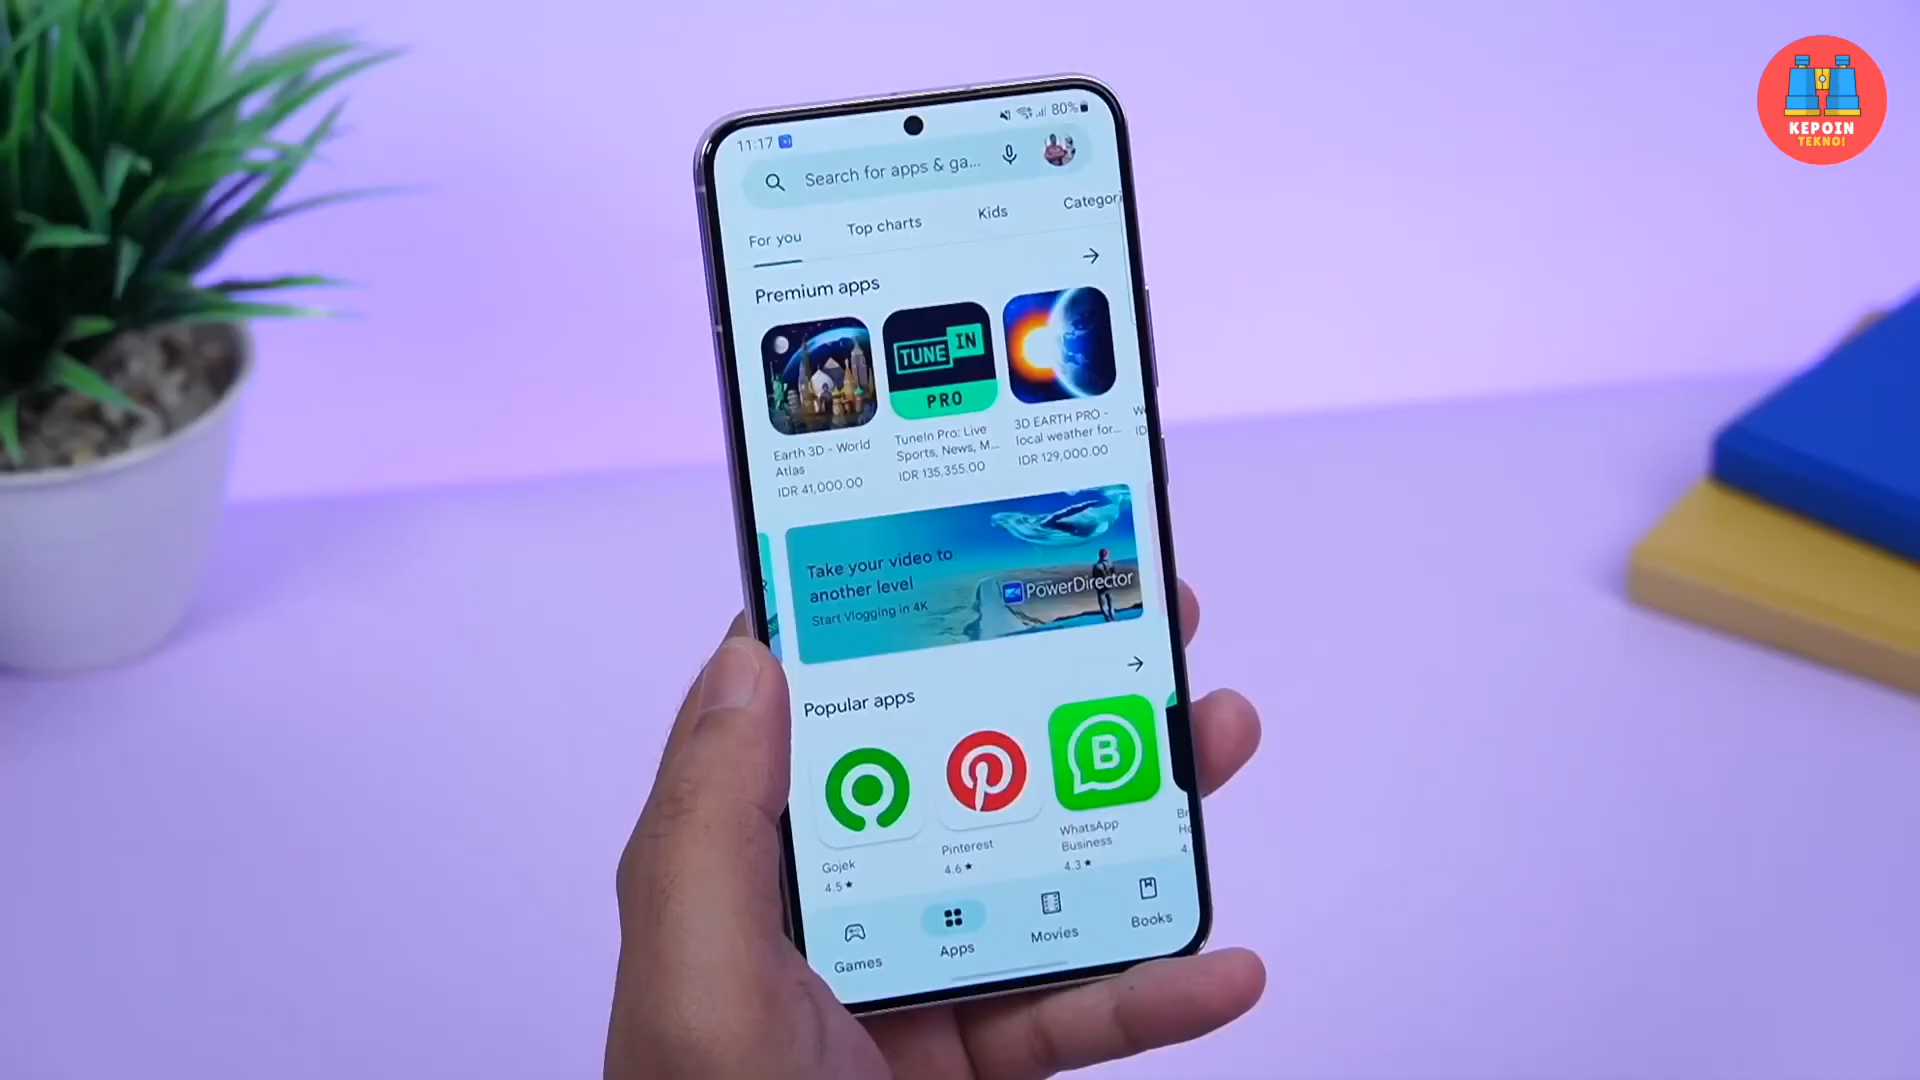 KEPOIN
TEKNO!
11:17
80%
Search for apps & ga...
For you
Top charts
Kids
Categori
Premium apps
TUNE IN
PRO
Earth 3D - World
Atlas
IDR 41,000.00
TuneIn Pro: Live
Sports, News, M...
IDR 135,355.00
3D EARTH PRO -
local weather for...
IDR 129,000.00
Take your video to
another level
Start Vlogging in 4K
PowerDirector
Popular apps
B
Gojek
4.5★
Pinterest
4.6★
WhatsApp
Business
4.3★
Games
Apps
Movies
Books